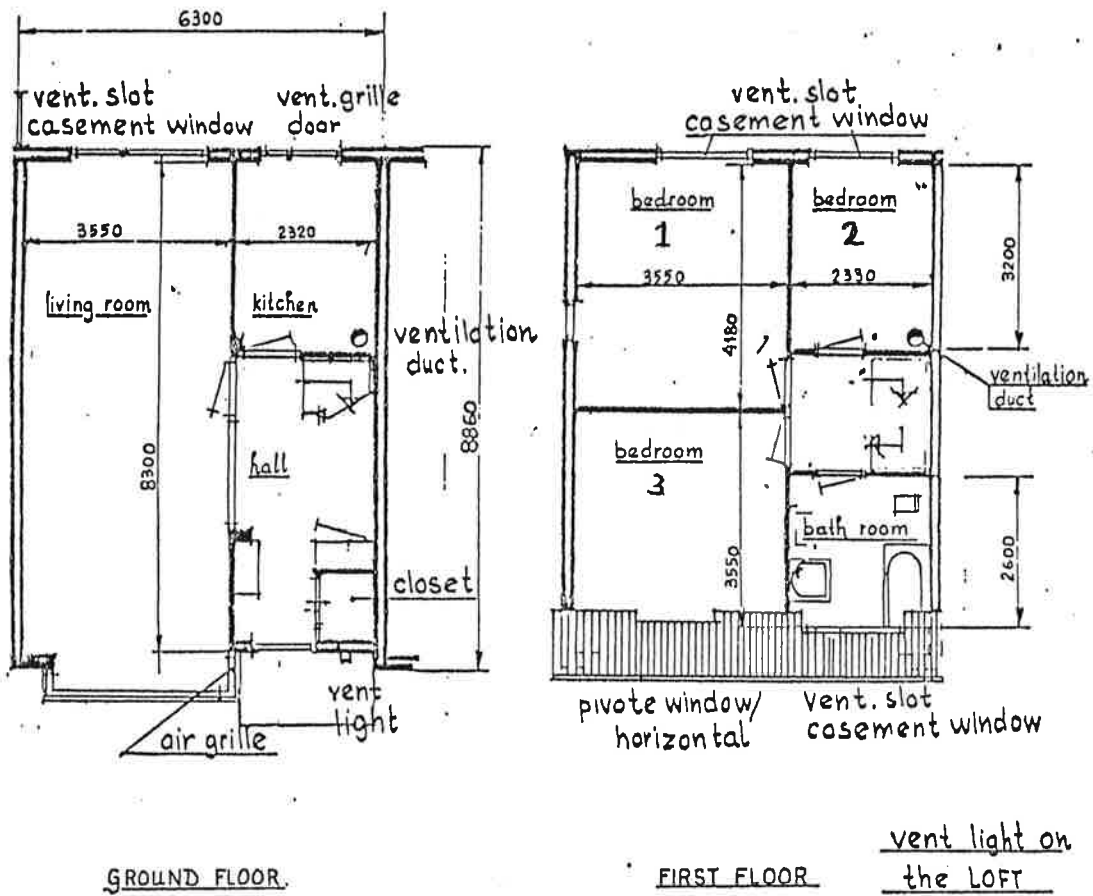 6300
vent. slot
casement window
vent. grille
door
3550
2320
living room
kitchen
ventilation
duct.
8300
8860
hall
closet
vent
light
air grille
GROUND FLOOR.
vent. slot
casement window
bedroom
1
bedroom
2
3550
2330
3200
4180
ventilation
duct
bedroom
3
bath room
3550
2600
pivote window/
horizontal
vent. slot
casement window
FIRST FLOOR
vent light on
the LOFT